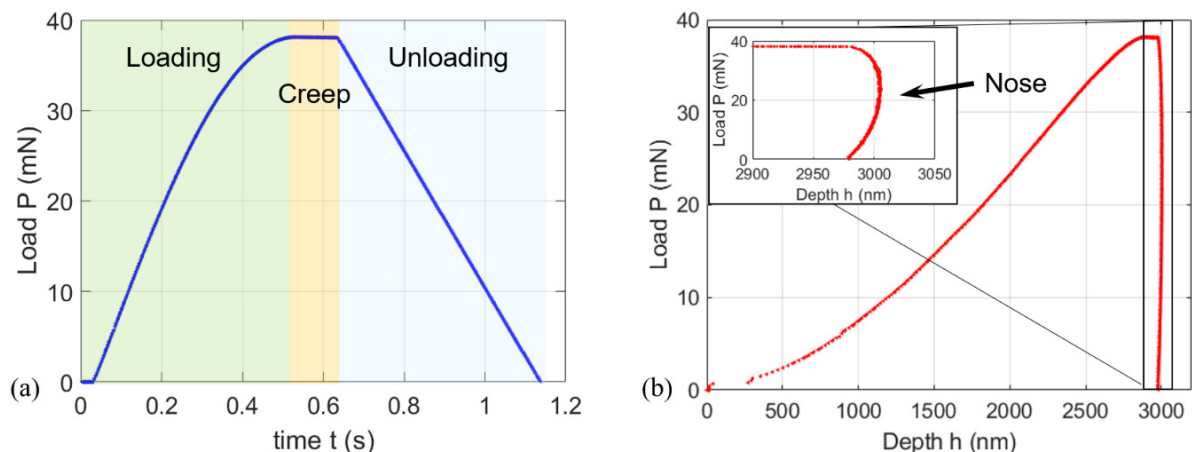 40
30
20
10
0
Load P (mN)
Loading
Creep
Unloading
0 0.2 0.4 0.6 0.8 1 1.2
time t (s)
(a)
40
30
20
10
0
Load P (mN)
40
20
0
Load P (mN)
Nose
2900 2950 3000 3050
Depth h (nm)
0 500 1000 1500 2000 2500 3000
Depth h (nm)
(b)